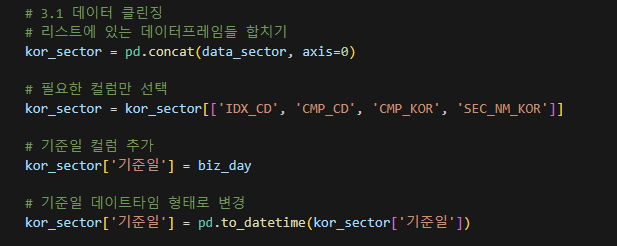 # 3.1 데이터 클린징
# 리스트에 있는 데이터프레임들 합치기
kor_sector = pd.concat(data_sector, axis=0)
# 필요한 컬럼만 선택
kor_sector = kor_sector[['IDX_CD', 'CMP_CD', 'CMP_KOR', 'SEC_NM_KOR']]
# 기준일 컬럼 추가
kor_sector['기준일'] = biz_day
# 기준일 데이트타임 형태로 변경
kor_sector['기준일'] = pd.to_datetime(kor_sector['기준일'])